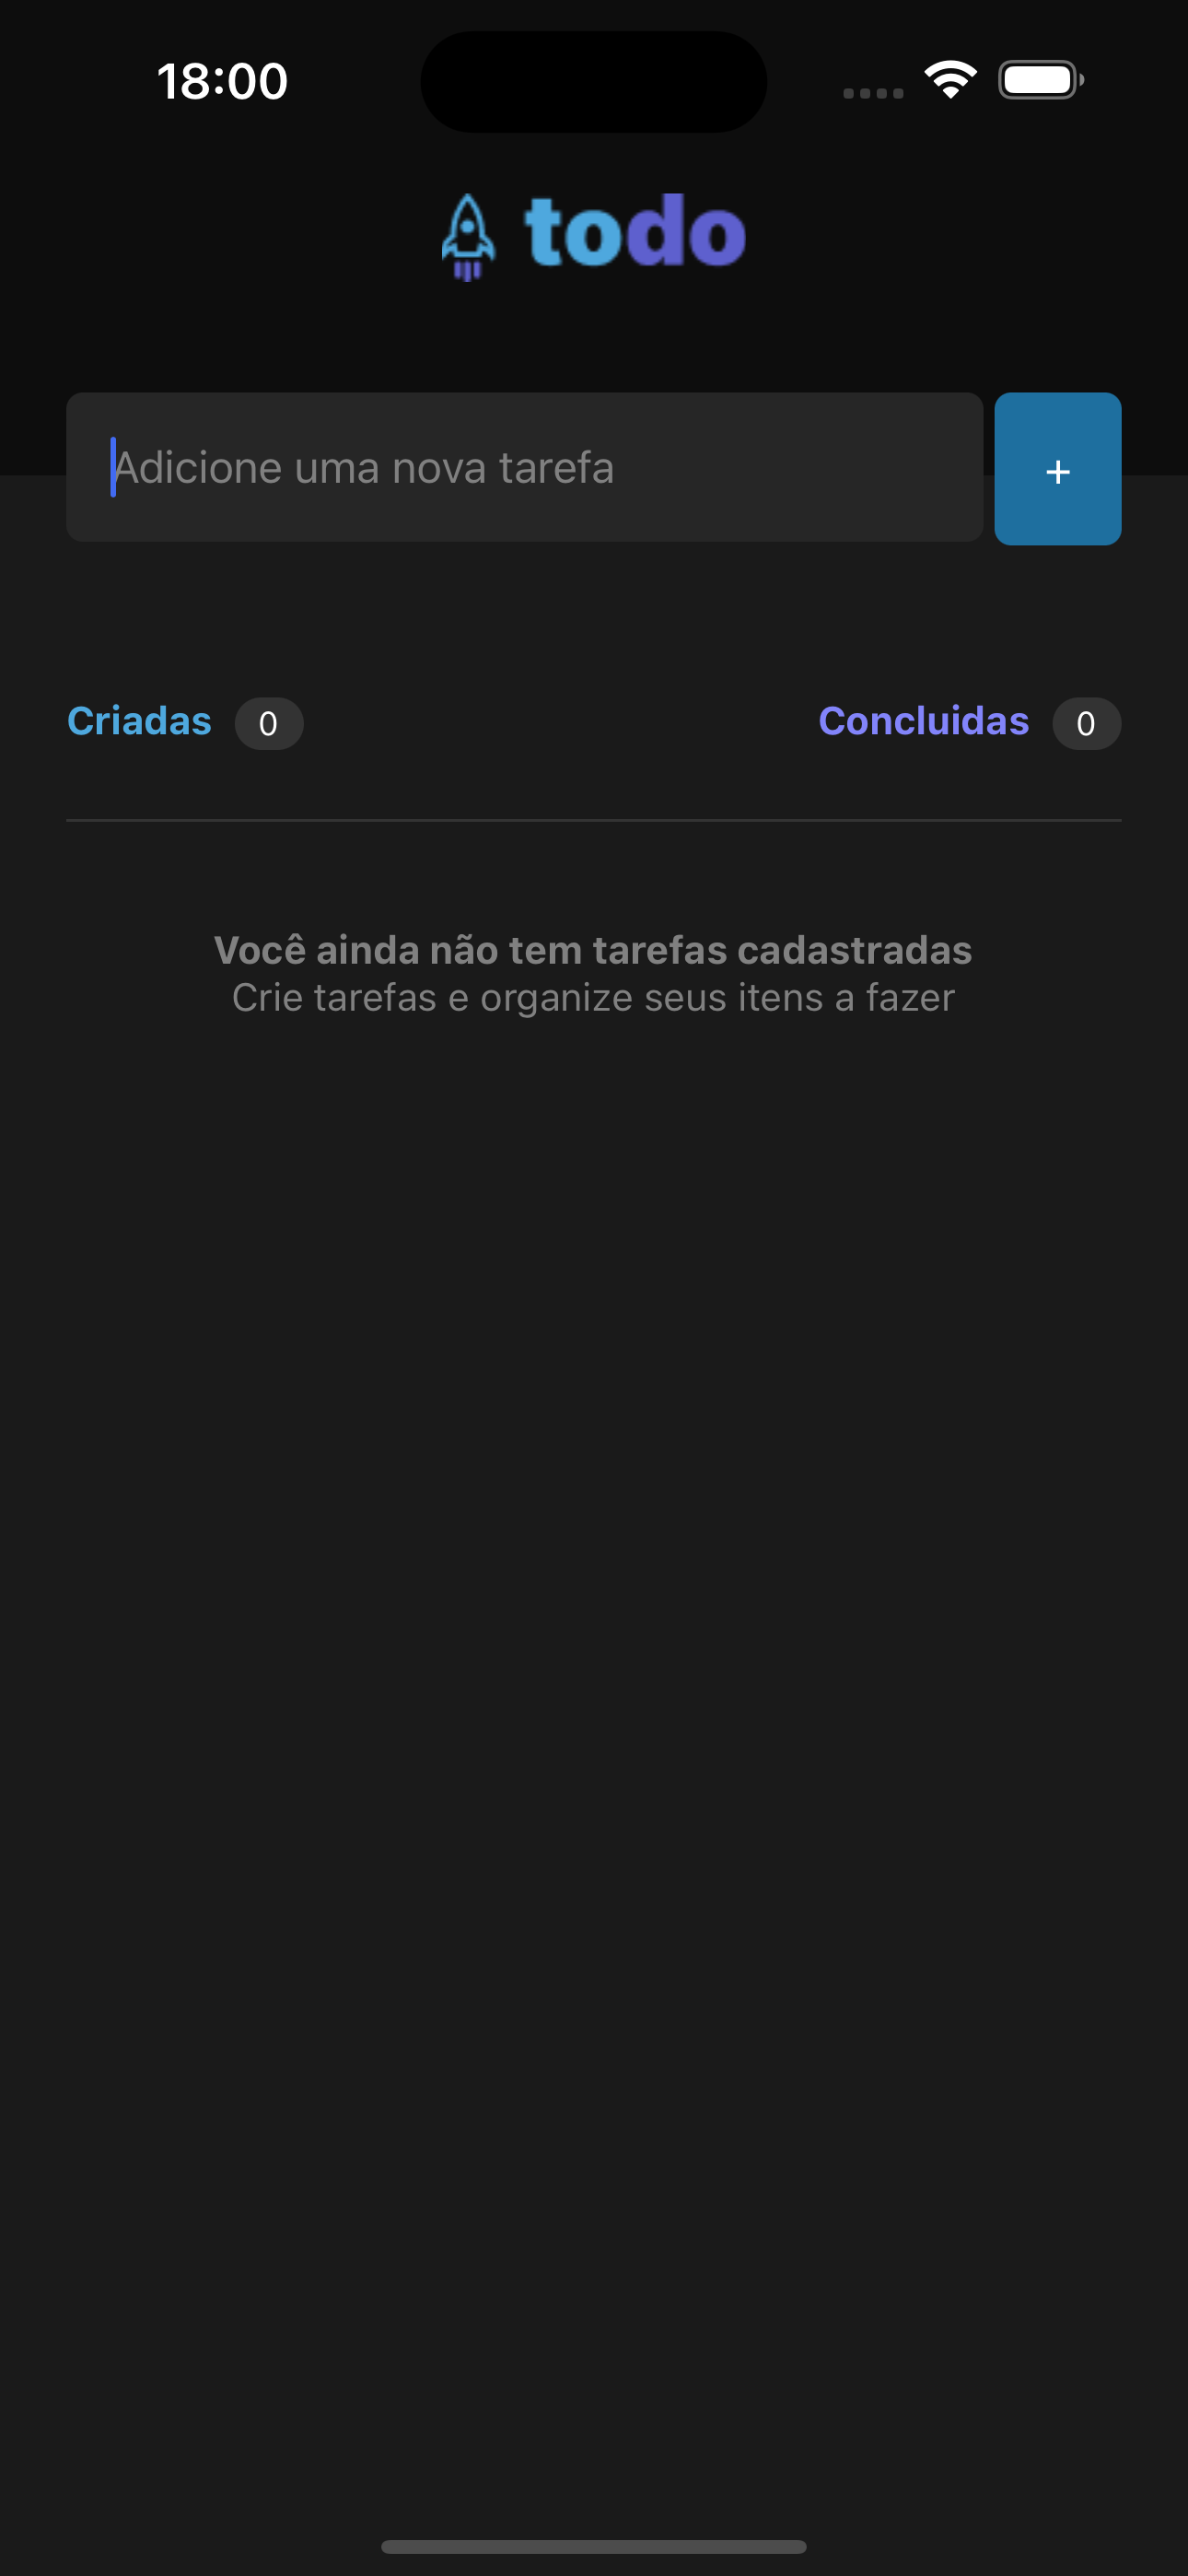 18:00
todo
Adicione uma nova tarefa
+
Criadas 0
Concluidas 0
Você ainda não tem tarefas cadastradas
Crie tarefas e organize seus itens a fazer